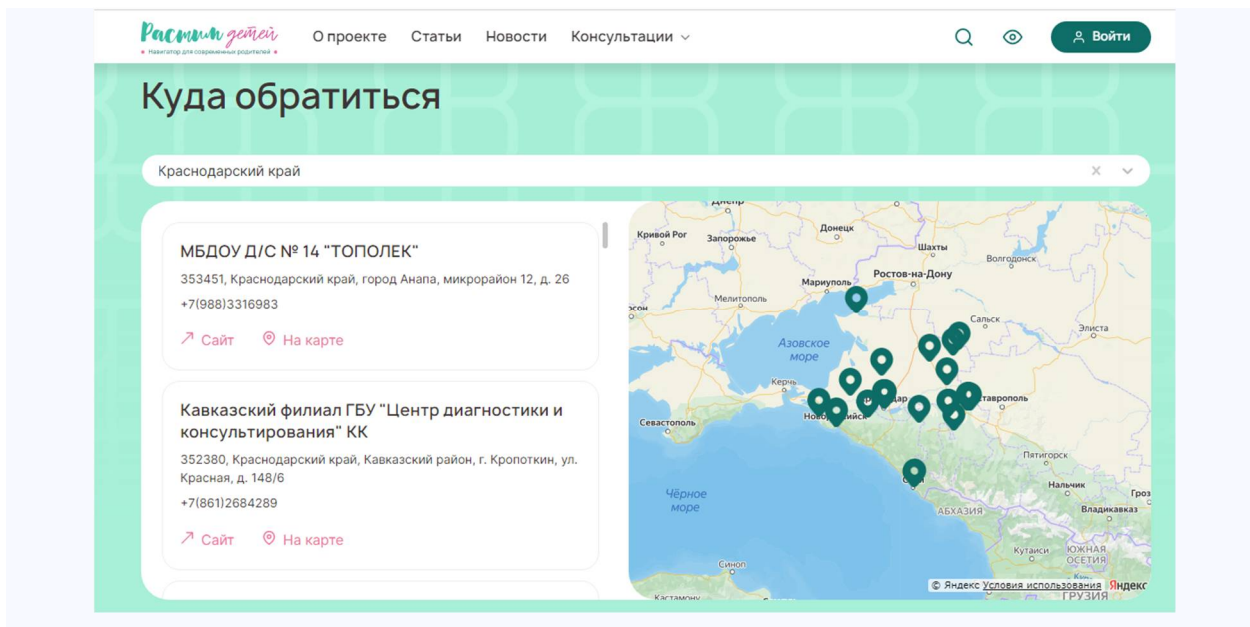 Растим детей
• Навигатор для современных родителей •
О проекте
Статьи
Новости
Консультации
Войти
Куда обратиться
Краснодарский край
МБДОУ Д/С № 14 "ТОПОЛЕК"
353451, Краснодарский край, город Анапа, микрорайон 12, д. 26
+7(988)3316983
Сайт
На карте
Кавказский филиал ГБУ "Центр диагностики и
консультирования" КК
352380, Краснодарский край, Кавказский район, г. Кропоткин, ул.
Красная, д. 148/6
+7(861)2684289
Сайт
На карте
Днепр
Кривой Рог
Запорожье
Донецк
Шахты
Волгодонск
Ростов-на-Дону
Мариуполь
Мелитополь
Сальск
Элиста
Азовское
море
Керчь
Севастополь
Пятигорск
Нальчик
Владикавказ
Чёрное
море
АБХАЗИЯ
Кутаиси
ЮЖНАЯ
ОСЕТИЯ
Синоп
© Яндекс Условия использования Яндекс
ГРУЗИЯ
Кастамону